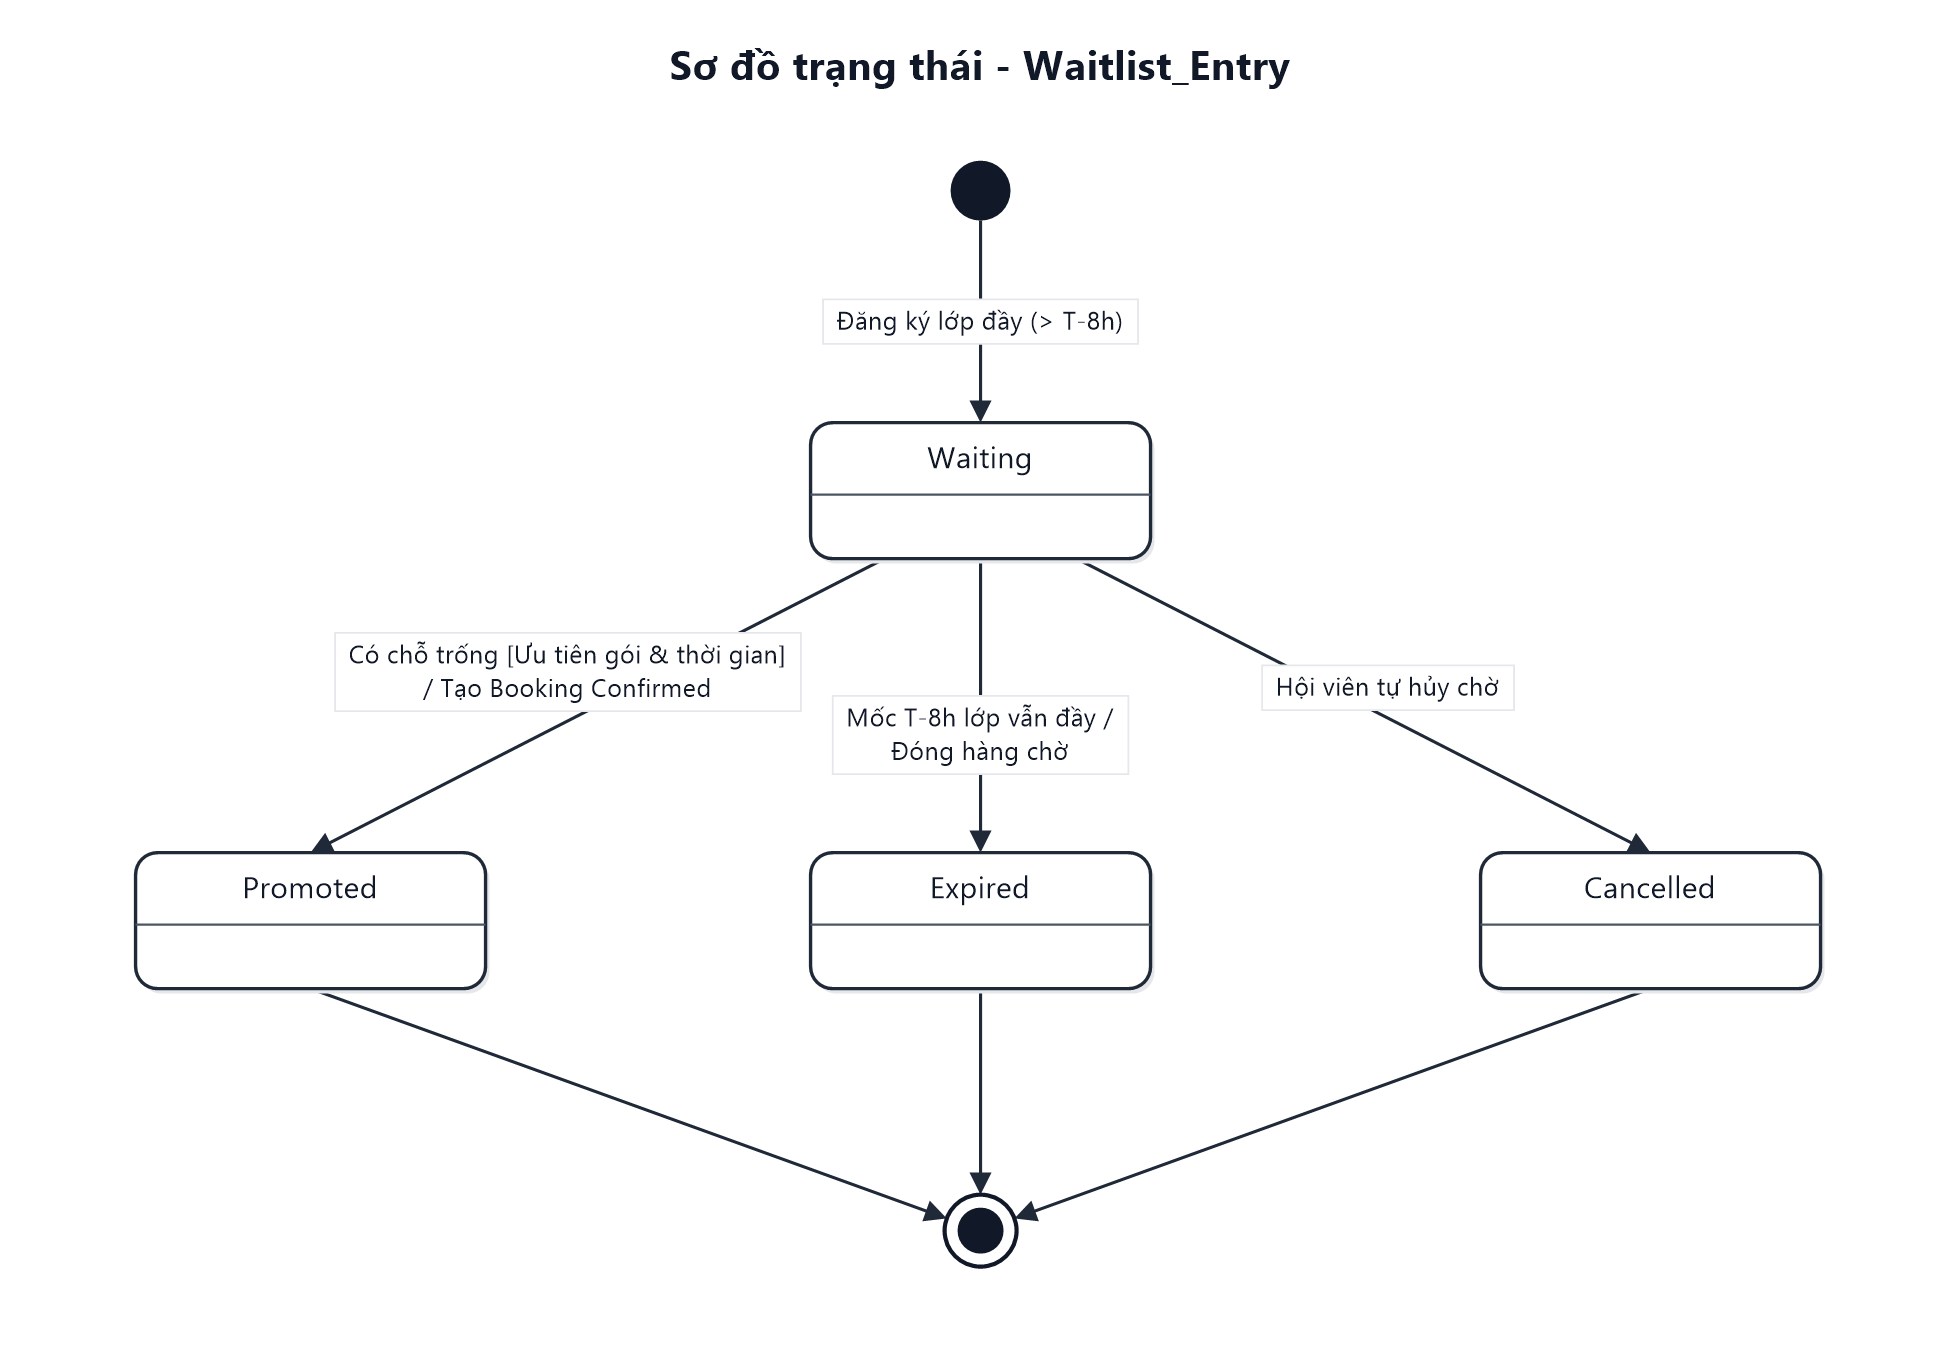 Sơ đồ trạng thái - Waitlist_Entry
Đăng ký lớp đầy (> T-8h)
Waiting
Có chỗ trống [Ưu tiên gói & thời gian]
/ Tạo Booking Confirmed
Mốc T-8h lớp vẫn đầy /
Đóng hàng chờ
Hội viên tự hủy chờ
Promoted
Expired
Cancelled